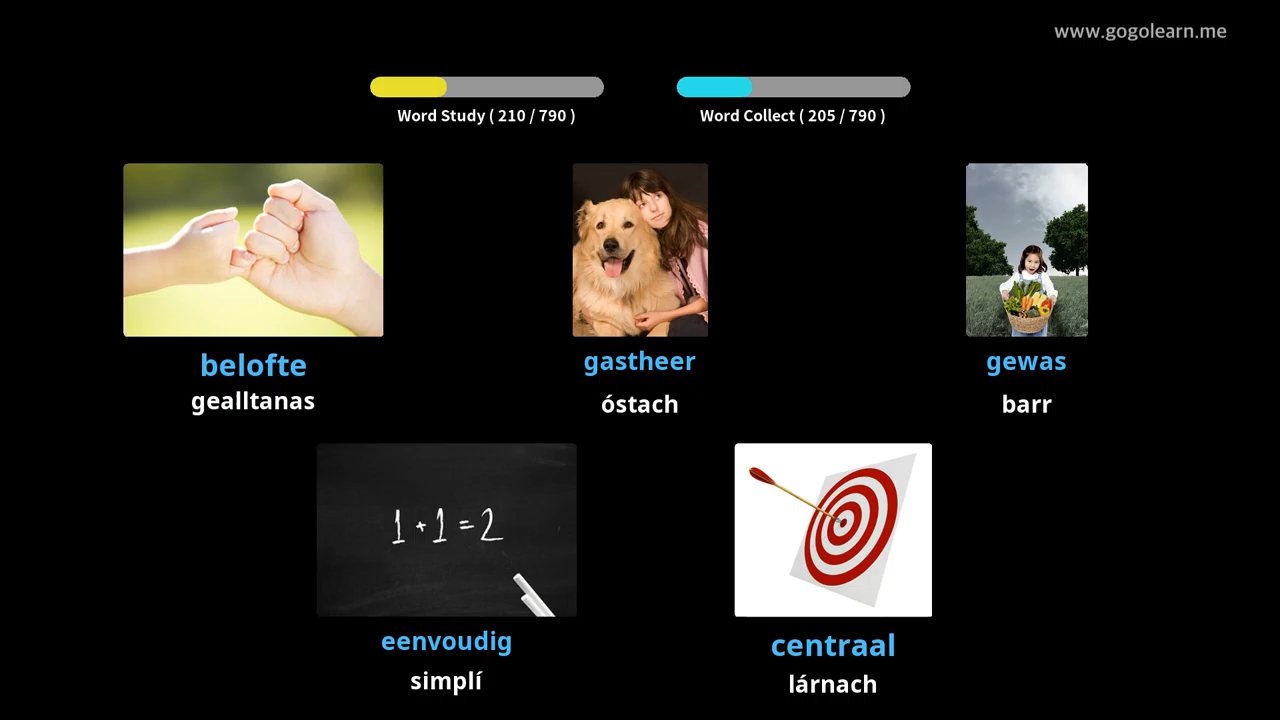 www.gogolearn.me
Word Study ( 210 / 790 )
Word Collect ( 205 / 790 )
belofte
gealltanas
gastheer
óstach
gewas
barr
1 + 1 = 2
eenvoudig
simplí
centraal
lárnach